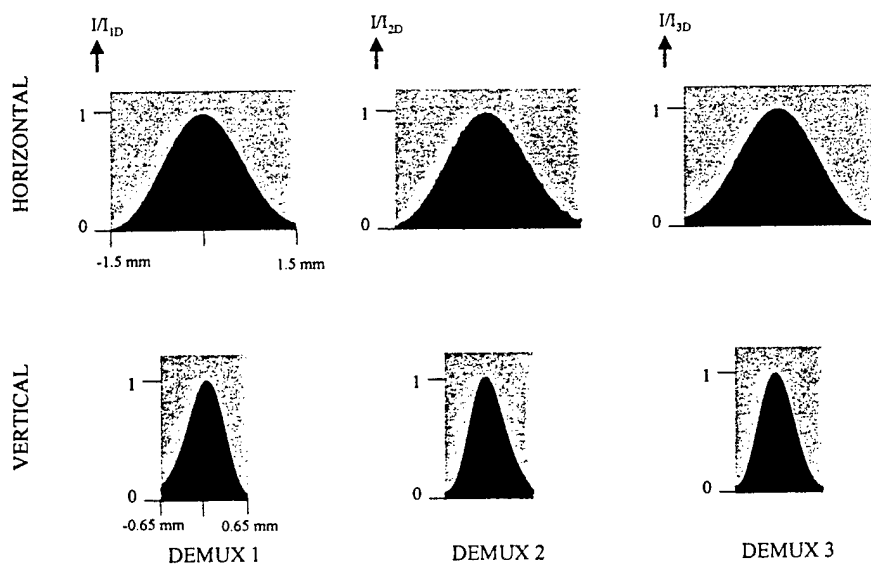 I/I1D I/I2D I/I3D
HORIZONTAL
1 1 1
0 0 0
-1.5 mm 1.5 mm
VERTICAL
1 1 1
0 0 0
-0.65 mm 0.65 mm
DEMUX 1 DEMUX 2 DEMUX 3